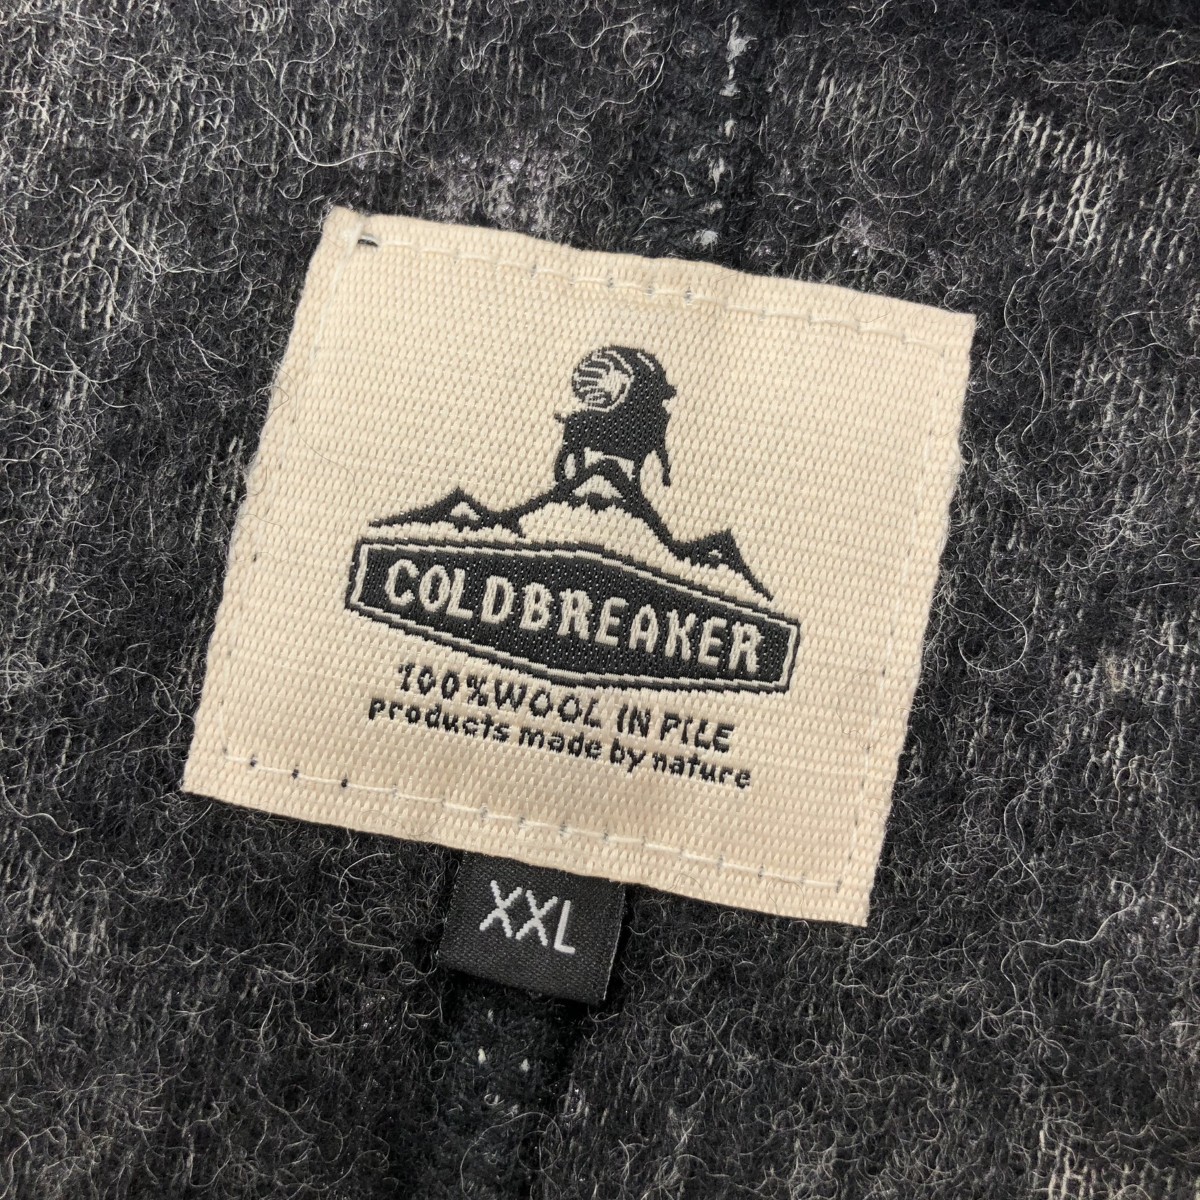 COLDBREAKER
100% WOOL IN PILE
products made by nature
XXL